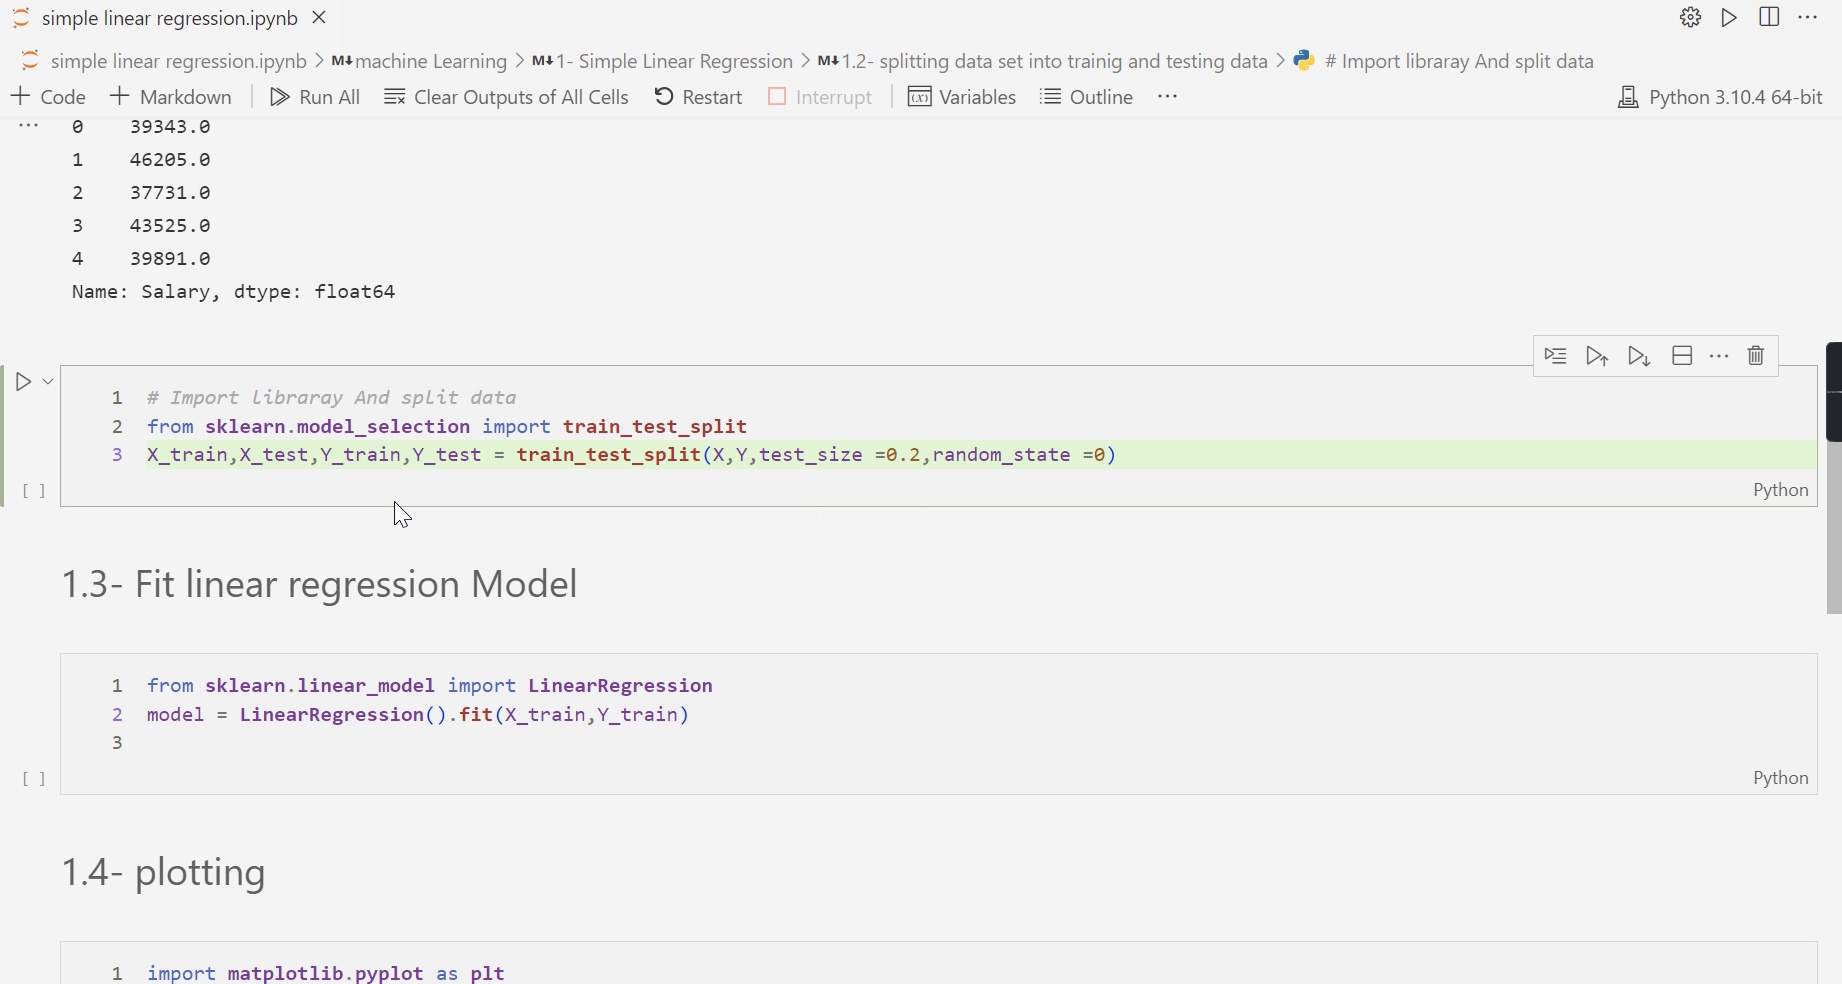 simple linear regression.ipynb
simple linear regression.ipynb > M↓machine Learning > M↓1- Simple Linear Regression > M↓1.2- splitting data set into trainig and testing data > # Import libraray And split data
+ Code + Markdown | Run All Clear Outputs of All Cells Restart Interrupt | (x) Variables Outline ··· Python 3.10.4 64-bit
··· 0 39343.0
1 46205.0
2 37731.0
3 43525.0
4 39891.0
Name: Salary, dtype: float64
1 # Import libraray And split data
2 from sklearn.model_selection import train_test_split
3 X_train,X_test,Y_train,Y_test = train_test_split(X,Y,test_size =0.2,random_state =0)
[ ] Python
1.3- Fit linear regression Model
1 from sklearn.linear_model import LinearRegression
2 model = LinearRegression().fit(X_train,Y_train)
3
[ ] Python
1.4- plotting
1 import matplotlib.pyplot as plt